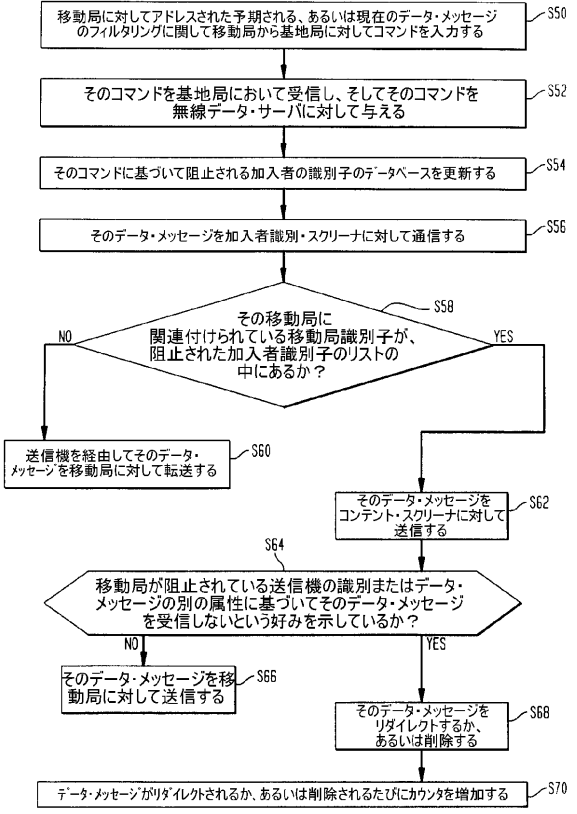 移動局に対してアドレスされた予期される、あるいは現在のデータ・メッセージ
のフィルタリングに関して移動局から基地局に対してコマンドを入力する
S50
そのコマンドを基地局において受信し、そしてそのコマンドを
無線データ・サーバに対して与える
S52
そのコマンドに基づいて阻止される加入者の識別子のデータベースを更新する
S54
そのデータ・メッセージを加入者識別・スクリーナに対して通信する
S56
その移動局に
関連付けられている移動局識別子が、
阻止された加入者識別子のリストの
中にあるか？
S58
NO
YES
送信機を経由してそのデータ・
メッセージを移動局に対して転送する
S60
そのデータ・メッセージを
コンテント・スクリーナに対して
送信する
S62
S64
移動局が阻止されている送信機の識別またはデータ・
メッセージの別の属性に基づいてそのデータ・メッセージ
を受信しないという好みを示しているか？
NO
YES
そのデータ・メッセージを移
動局に対して送信する
S66
そのデータ・メッセージを
リダイレクトするか、
あるいは削除する
S68
データ・メッセージがリダイレクトされるか、あるいは削除されるたびにカウンタを増加する
S70